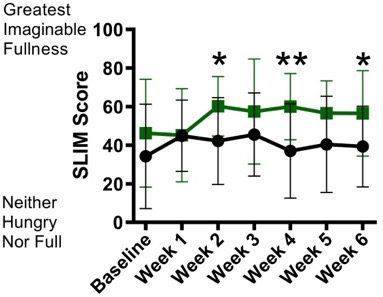 Greatest
Imaginable
Fullness
SLIM Score
100
80
60
40
20
0
* ** *
Neither
Hungry
Nor Full
Baseline
Week 1
Week 2
Week 3
Week 4
Week 5
Week 6